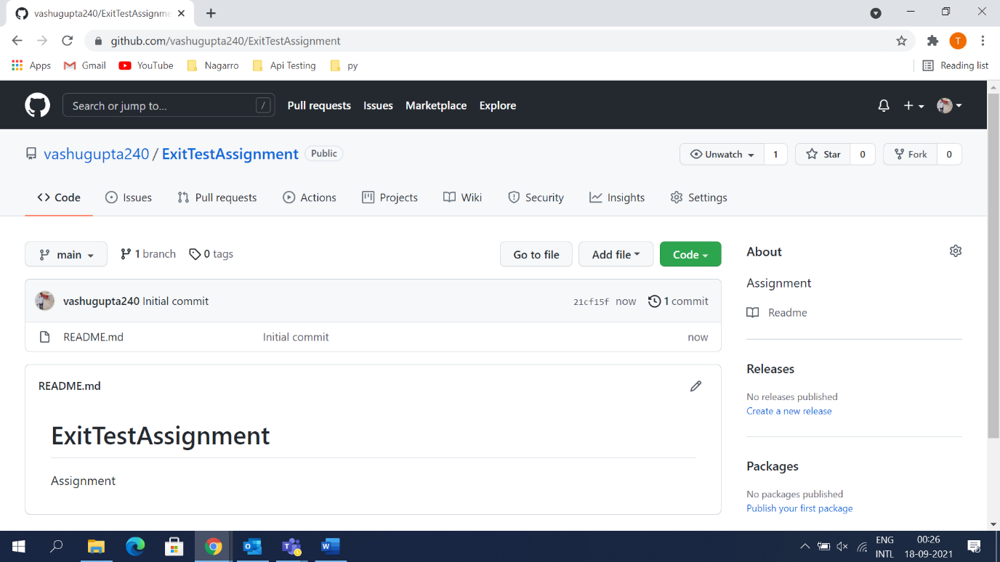 vashugupta240/ExitTestAssignme
github.com/vashugupta240/ExitTestAssignment
T
Apps Gmail YouTube Nagarro Api Testing py Reading list
Search or jump to... / Pull requests Issues Marketplace Explore
vashugupta240 / ExitTestAssignment Public Unwatch 1 Star 0 Fork 0
Code Issues Pull requests Actions Projects Wiki Security Insights Settings
main 1 branch 0 tags Go to file Add file Code
vashugupta240 Initial commit 21cf15f now 1 commit
README.md Initial commit now
README.md
ExitTestAssignment
Assignment
About
Assignment
Readme
Releases
No releases published
Create a new release
Packages
No packages published
Publish your first package
ENG 00:26
INTL 18-09-2021